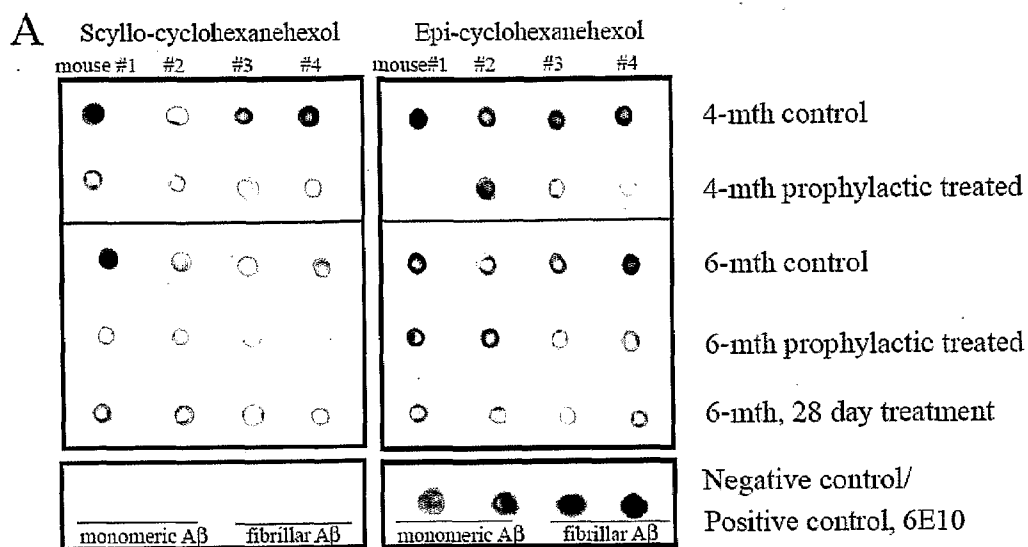 A
Scyllo-cyclohexanehexol Epi-cyclohexanehexol
mouse #1 #2 #3 #4 mouse#1 #2 #3 #4
4-mth control
4-mth prophylactic treated
6-mth control
6-mth prophylactic treated
6-mth, 28 day treatment
Negative control/
Positive control, 6E10
monomeric Aβ fibrillar Aβ monomeric Aβ fibrillar Aβ